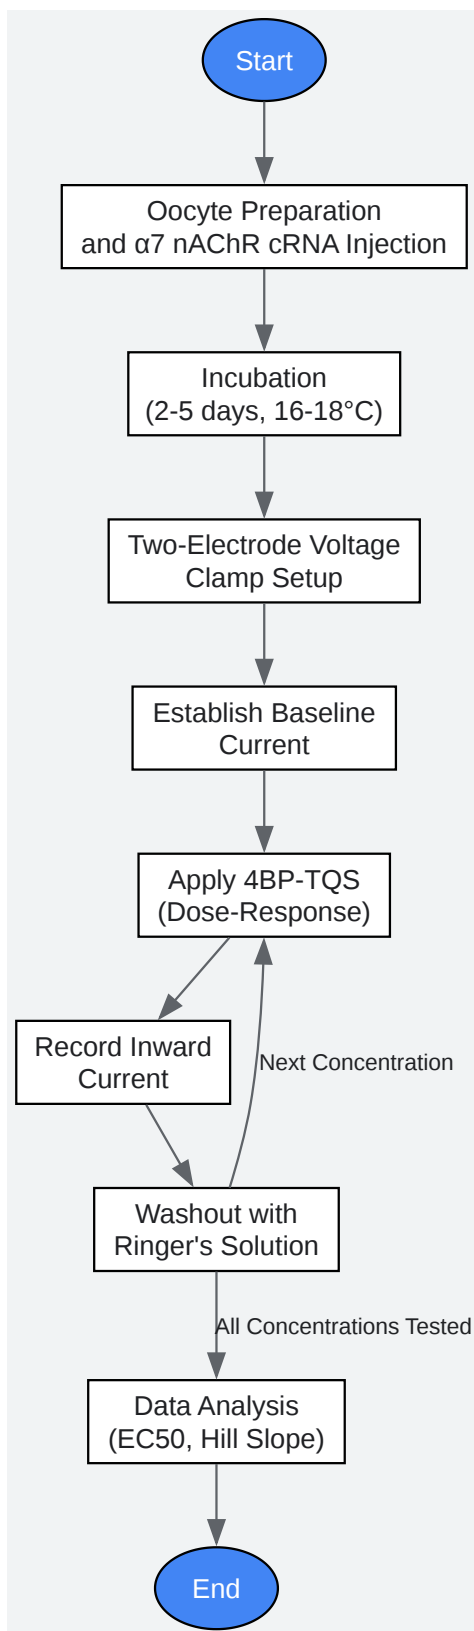 Start
Oocyte Preparation
and α7 nAChR cRNA Injection
Incubation
(2-5 days, 16-18°C)
Two-Electrode Voltage
Clamp Setup
Establish Baseline
Current
Apply 4BP-TQS
(Dose-Response)
Record Inward
Current
Next Concentration
Washout with
Ringer's Solution
All Concentrations Tested
Data Analysis
(EC50, Hill Slope)
End